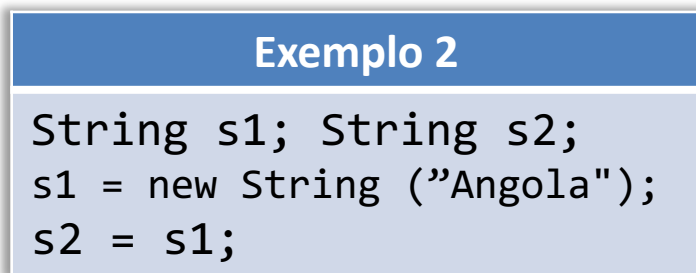 Exemplo 2
String s1; String s2;
s1 = new String (”Angola");
s2 = s1;